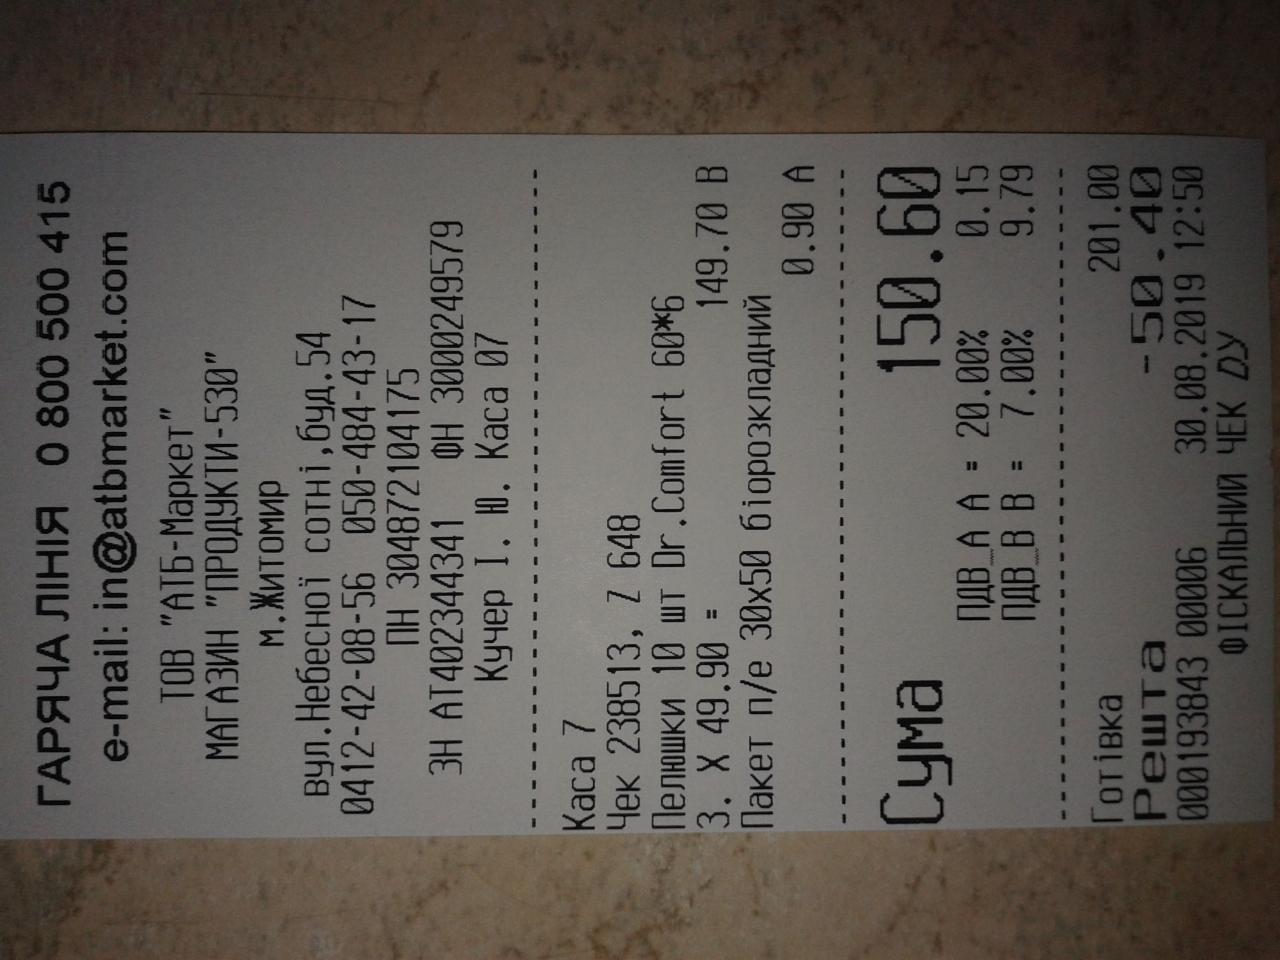 ГАРЯЧА ЛІНІЯ 0 800 500 415
e-mail: in@atbmarket.com
ТОВ "АТБ-Маркет"
МАГАЗИН "ПРОДУКТИ-530"
м.Житомир
вул.Небесної сотні,буд.54
0412-42-08-56 050-484-43-17
ПН 304872104175
ЗН АТ402344341 ФН 3000249579
Кучер І. Ю. Каса 07
Каса 7
Чек 238513, Z 648
Пелюшки 10 шт Dr.Comfort 60*6
3. X 49.90 = 149.70 В
Пакет п/е 30х50 біорозкладний
0.90 А
Сума 150.60
ПДВ_А А = 20.00% 0.15
ПДВ_В В = 7.00% 9.79
Готівка 201.00
Решта -50.40
000193843 00006 30.08.2019 12:50
ФІСКАЛЬНИЙ ЧЕК ДУ